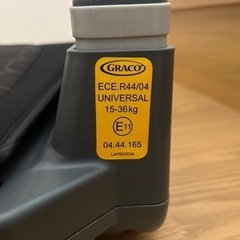 GRACO
ECE.R44/04
UNIVERSAL
15-36kg
E11
04.44.165